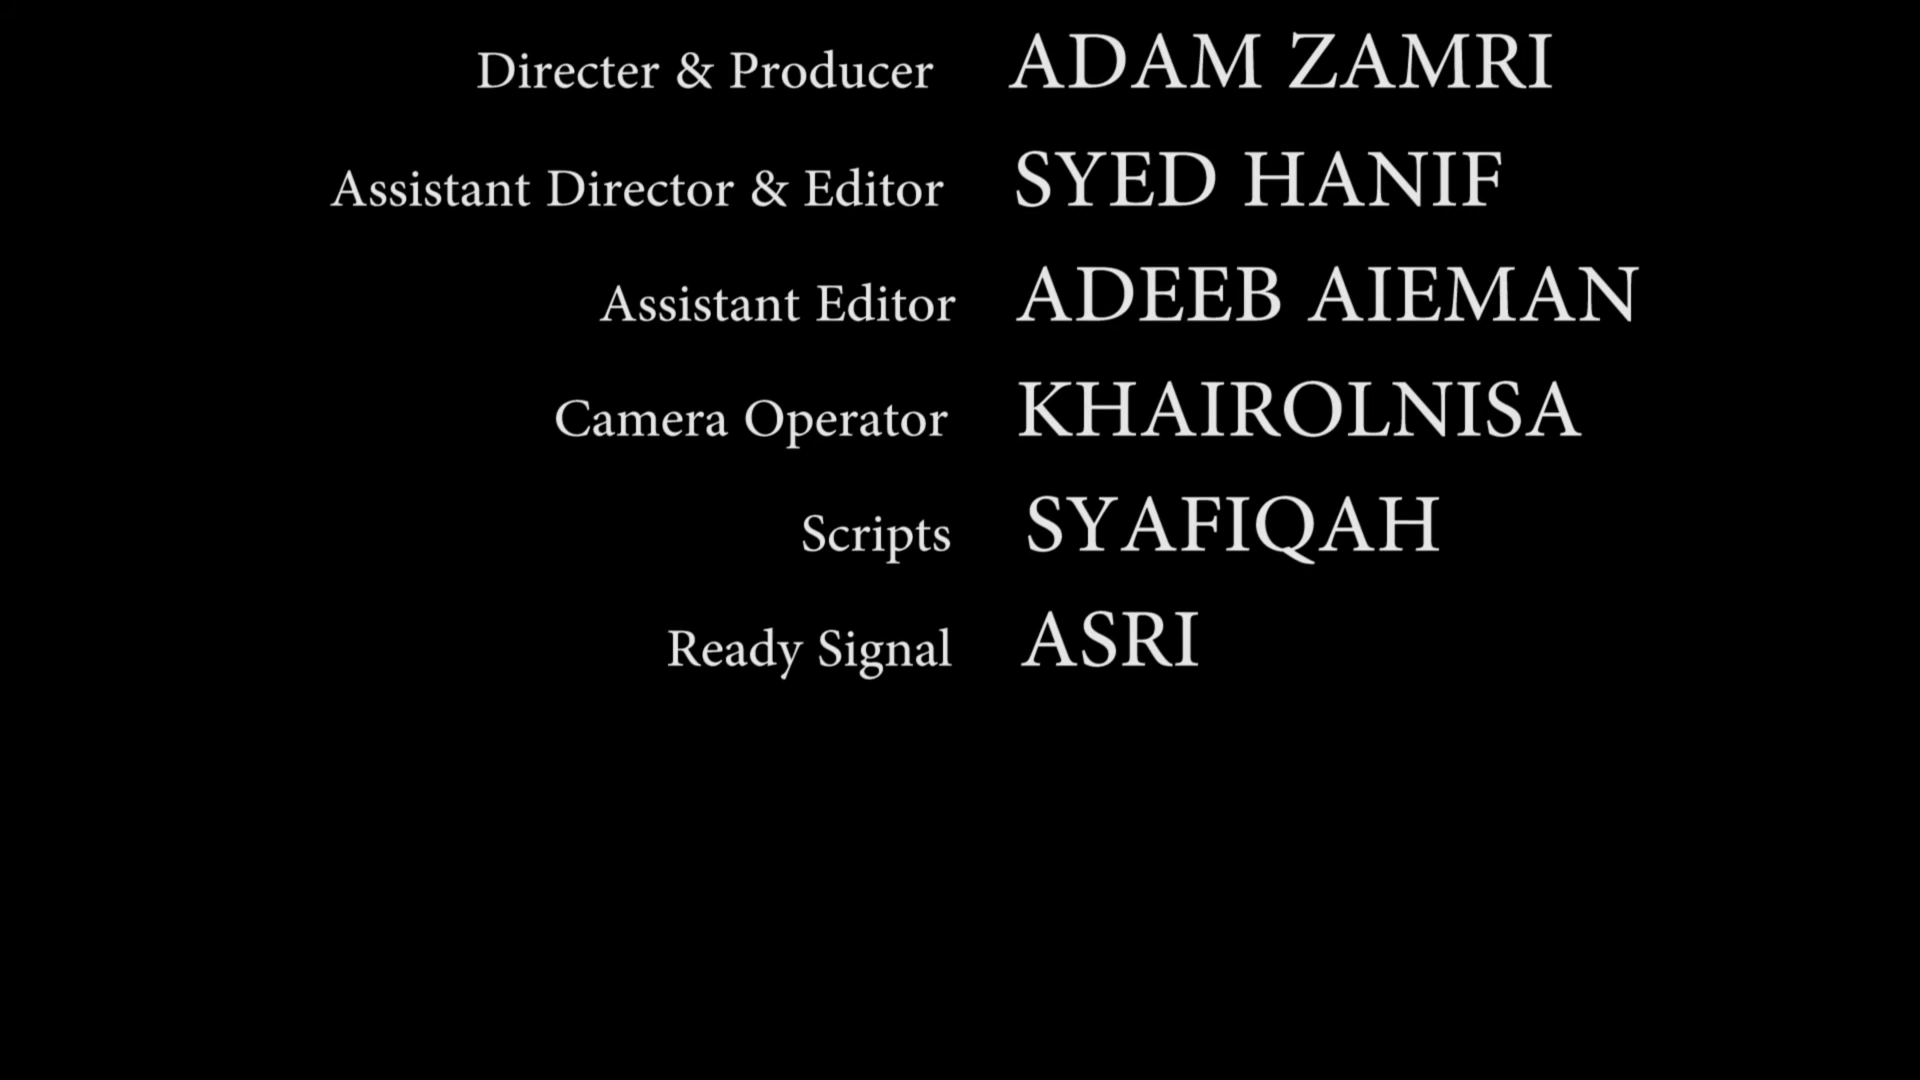 Directer & Producer ADAM ZAMRI
Assistant Director & Editor SYED HANIF
Assistant Editor ADEEB AIEMAN
Camera Operator KHAIROLNISA
Scripts SYAFIQAH
Ready Signal ASRI